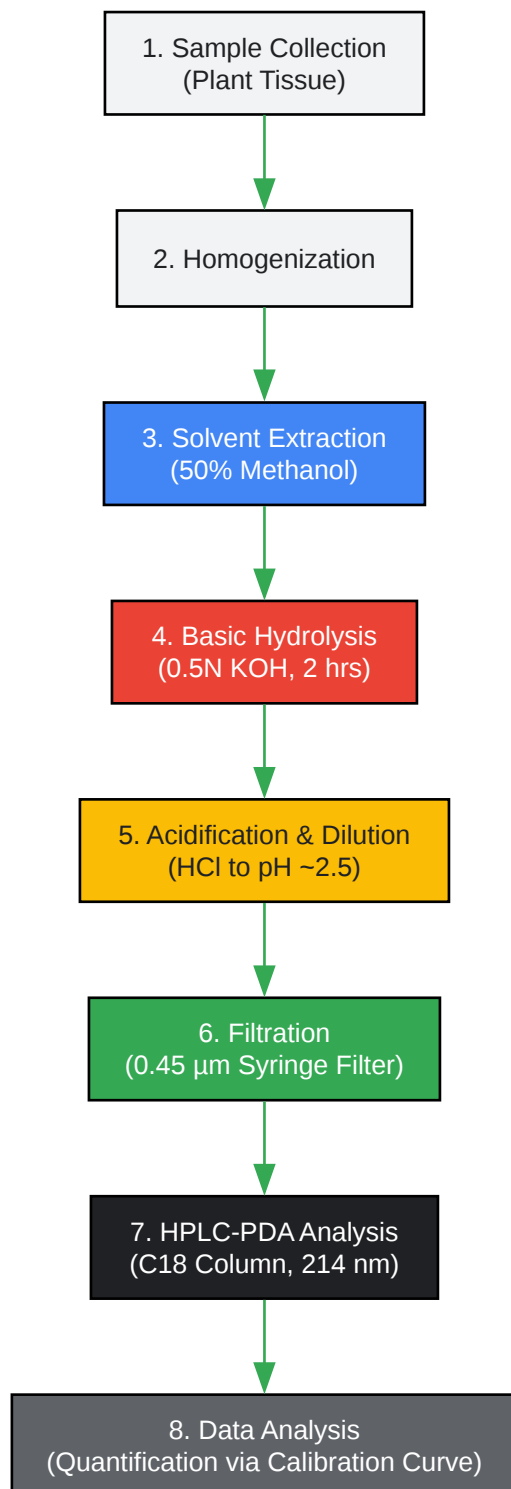 1. Sample Collection
(Plant Tissue)
2. Homogenization
3. Solvent Extraction
(50% Methanol)
4. Basic Hydrolysis
(0.5N KOH, 2 hrs)
5. Acidification & Dilution
(HCl to pH ~2.5)
6. Filtration
(0.45 µm Syringe Filter)
7. HPLC-PDA Analysis
(C18 Column, 214 nm)
8. Data Analysis
(Quantification via Calibration Curve)